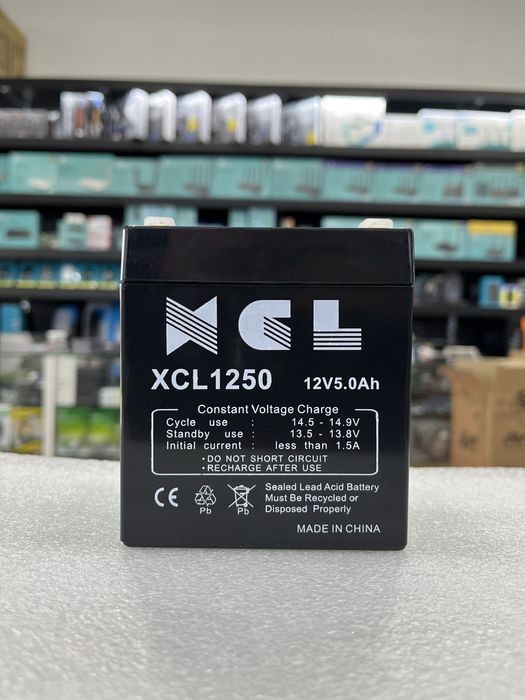 XCL
XCL1250 12V5.0Ah
Constant Voltage Charge
Cycle use : 14.5 - 14.9V
Standby use : 13.5 - 13.8V
Initial current : less than 1.5A
• DO NOT SHORT CIRCUIT
• RECHARGE AFTER USE
CE Pb Pb
Sealed Lead Acid Battery
Must Be Recycled or
Disposed Properly
MADE IN CHINA